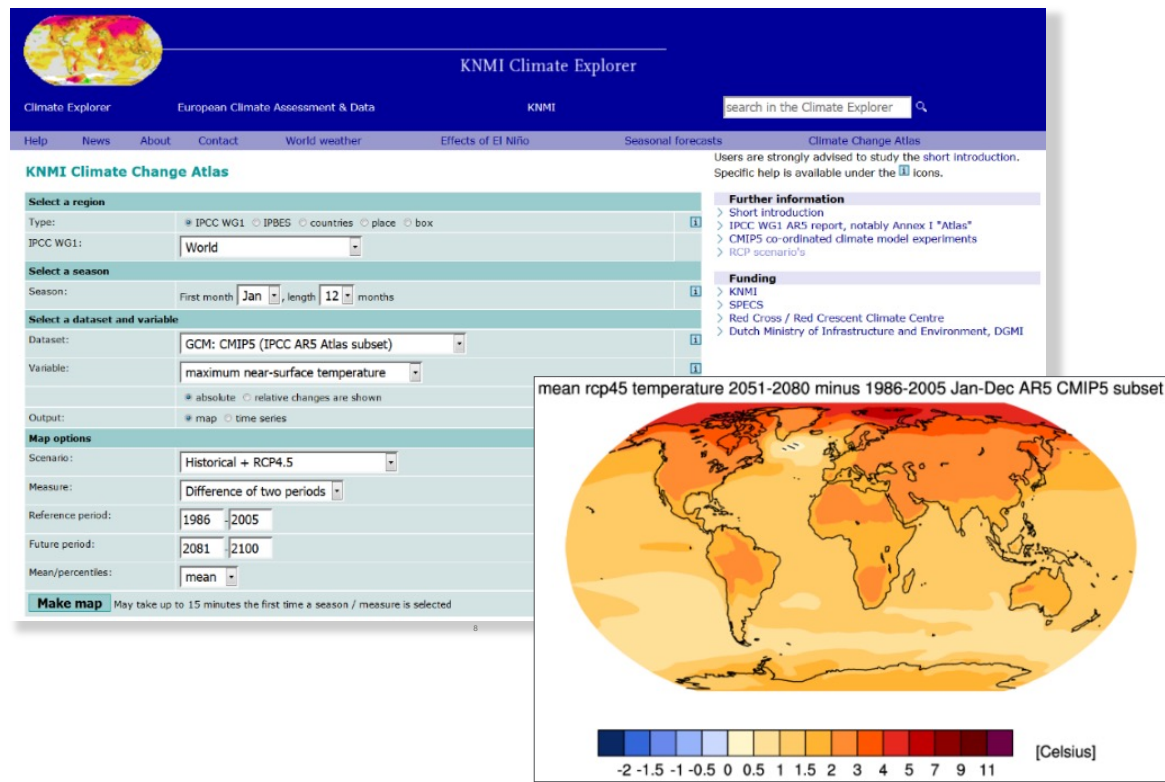 KNMI Climate Explorer
Climate Explorer European Climate Assessment & Data KNMI search in the Climate Explorer
Help News About Contact World weather Effects of El Niño Seasonal forecasts Climate Change Atlas
KNMI Climate Change Atlas
Select a region
Type: IPCC WG1 IPBES countries place box i
IPCC WG1: World
Select a season
Season: First month Jan , length 12 months i
Select a dataset and variable
Dataset: GCM: CMIP5 (IPCC AR5 Atlas subset) i
Variable: maximum near-surface temperature i
absolute relative changes are shown
Output: map time series
Map options
Scenario: Historical + RCP4.5
Measure: Difference of two periods
Reference period: 1986 - 2005
Future period: 2081 - 2100
Mean/percentiles: mean
Make map May take up to 15 minutes the first time a season / measure is selected
8
Users are strongly advised to study the short introduction.
Specific help is available under the i icons.
Further information
> Short introduction
> IPCC WG1 AR5 report, notably Annex I "Atlas"
> CMIP5 co-ordinated climate model experiments
> RCP scenario's
Funding
> KNMI
> SPECS
> Red Cross / Red Crescent Climate Centre
> Dutch Ministry of Infrastructure and Environment, DGMI
mean rcp45 temperature 2051-2080 minus 1986-2005 Jan-Dec AR5 CMIP5 subset
[Celsius]
-2 -1.5 -1 -0.5 0 0.5 1 1.5 2 3 4 5 7 9 11